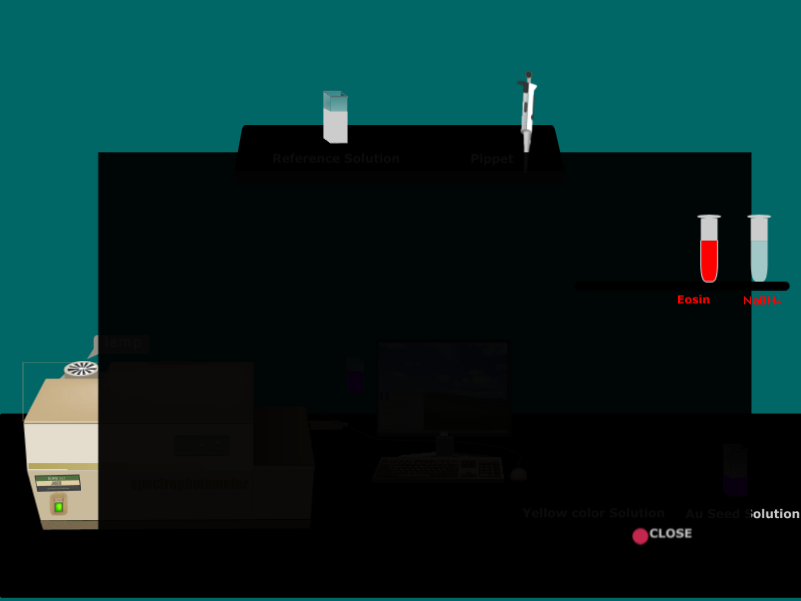 Reference Solution
Pippet
Eosin
NaBH₄
Yellow color Solution
Au Seed Solution
CLOSE